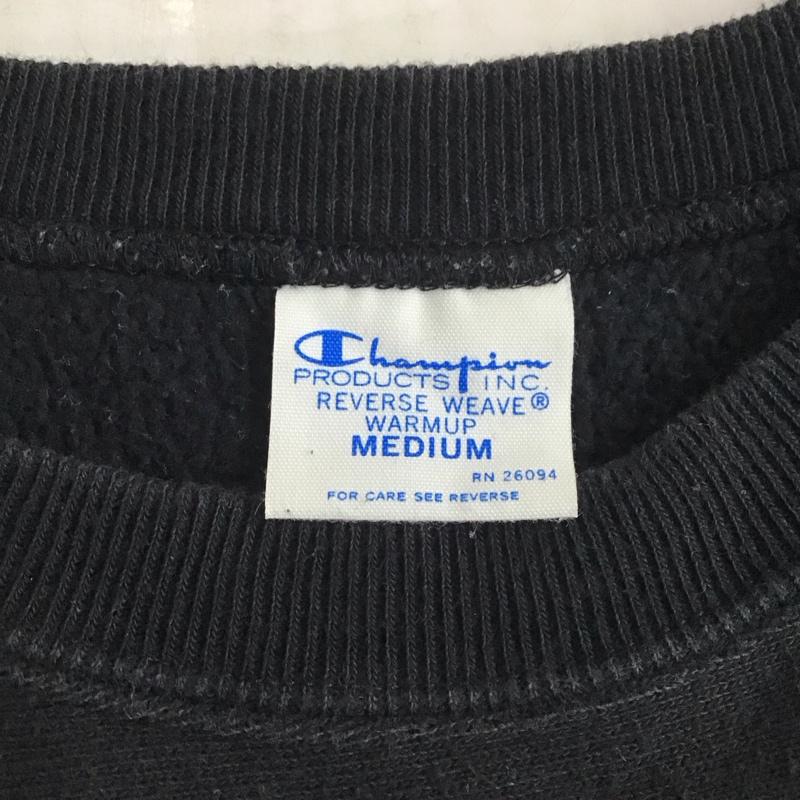 Champion
PRODUCTS INC.
REVERSE WEAVE®
WARMUP
MEDIUM
RN 26094
FOR CARE SEE REVERSE